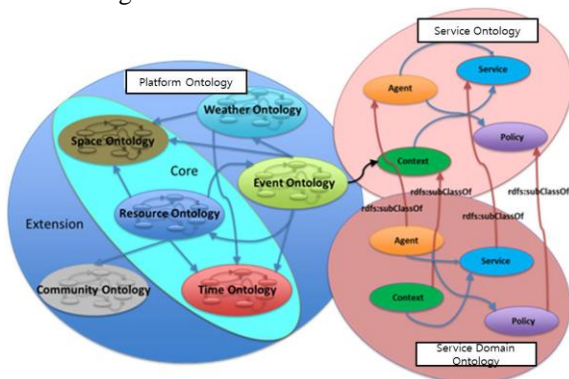 Service Ontology
Platform Ontology
Service
Agent
Weather Ontology
Space Ontology
Policy
Core
Context
Event Ontology
rdfs:subClassOf
rdfs:subClassOf
Resource Ontology
rdfs:subClassOf
rdfs:subClassOf
Extension
Agent
Service
Community Ontology
Time Ontology
Context
Policy
Service Domain
Ontology